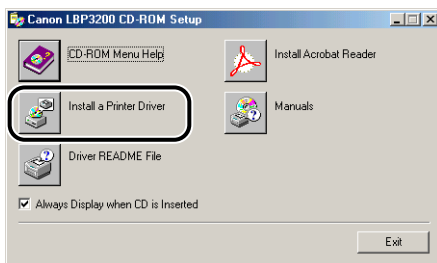 Canon LBP3200 CD-ROM Setup
CD-ROM Menu Help
Install Acrobat Reader
Install a Printer Driver
Manuals
Driver README File
Always Display when CD is Inserted
Exit